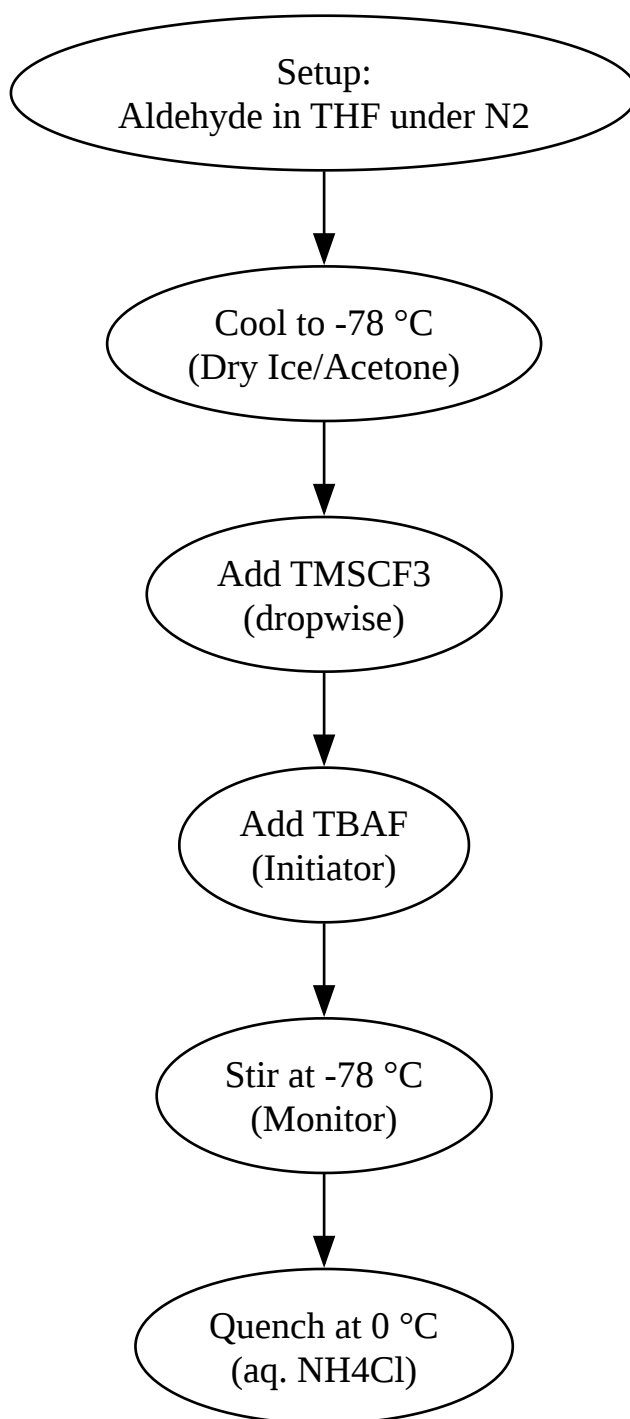 Setup:
Aldehyde in THF under N2
Cool to -78 °C
(Dry Ice/Acetone)
Add TMSCF3
(dropwise)
Add TBAF
(Initiator)
Stir at -78 °C
(Monitor)
Quench at 0 °C
(aq. NH4Cl)